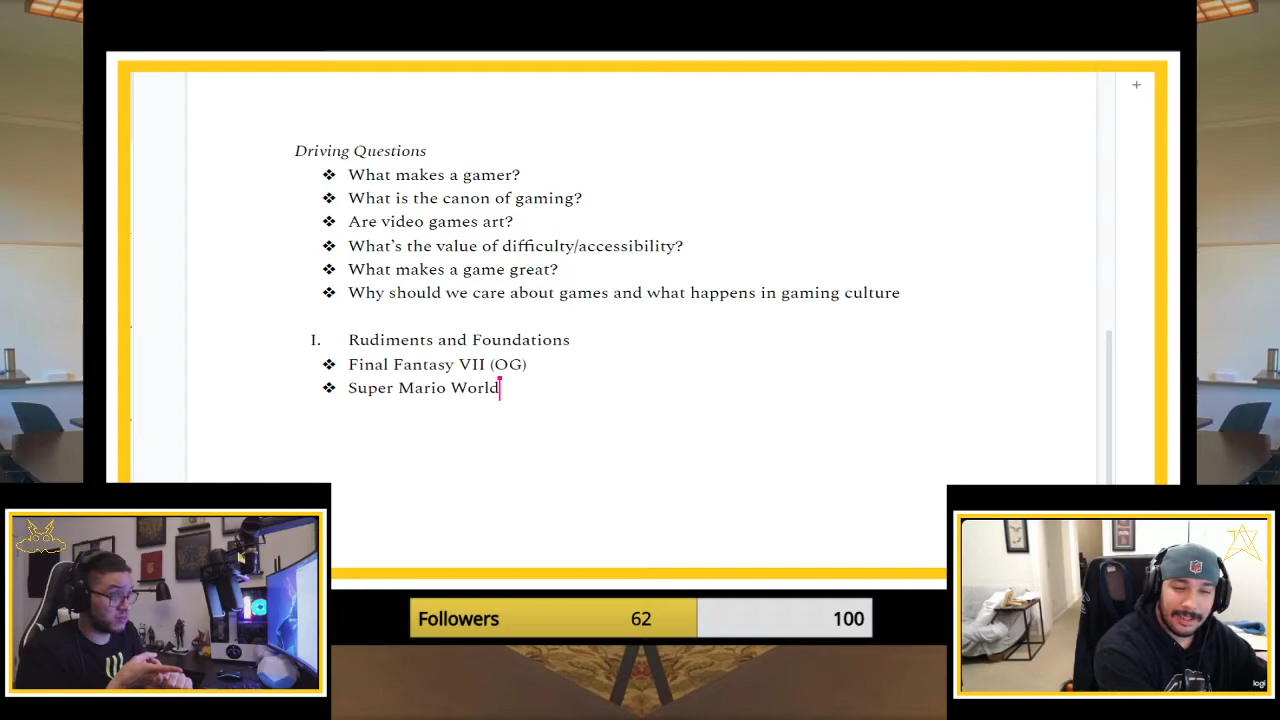 Driving Questions
❖ What makes a gamer?
❖ What is the canon of gaming?
❖ Are video games art?
❖ What’s the value of difficulty/accessibility?
❖ What makes a game great?
❖ Why should we care about games and what happens in gaming culture
I. Rudiments and Foundations
❖ Final Fantasy VII (OG)
❖ Super Mario World
Followers 62 100
logi